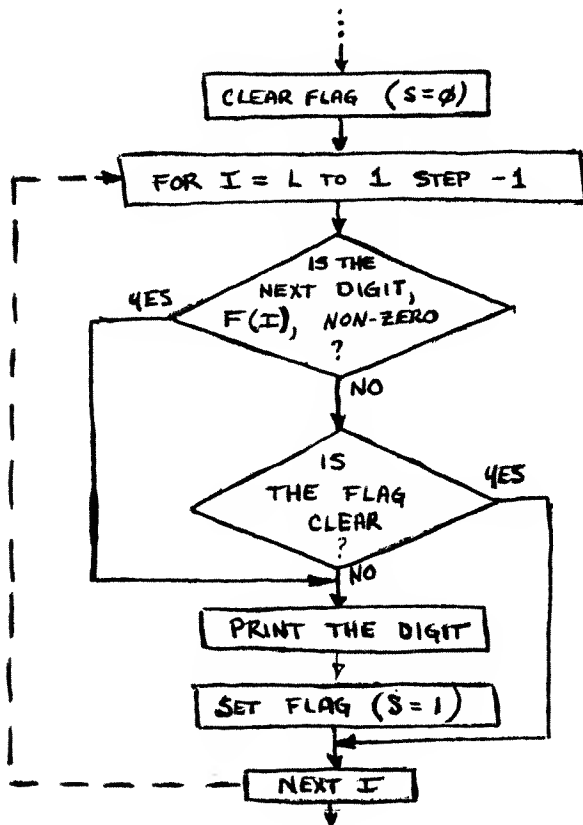 CLEAR FLAG (S=Ø)
FOR I = L TO 1 STEP -1
IS THE
NEXT DIGIT,
F(I), NON-ZERO
?
YES
NO
IS
THE FLAG
CLEAR
?
YES
NO
PRINT THE DIGIT
SET FLAG (S=1)
NEXT I